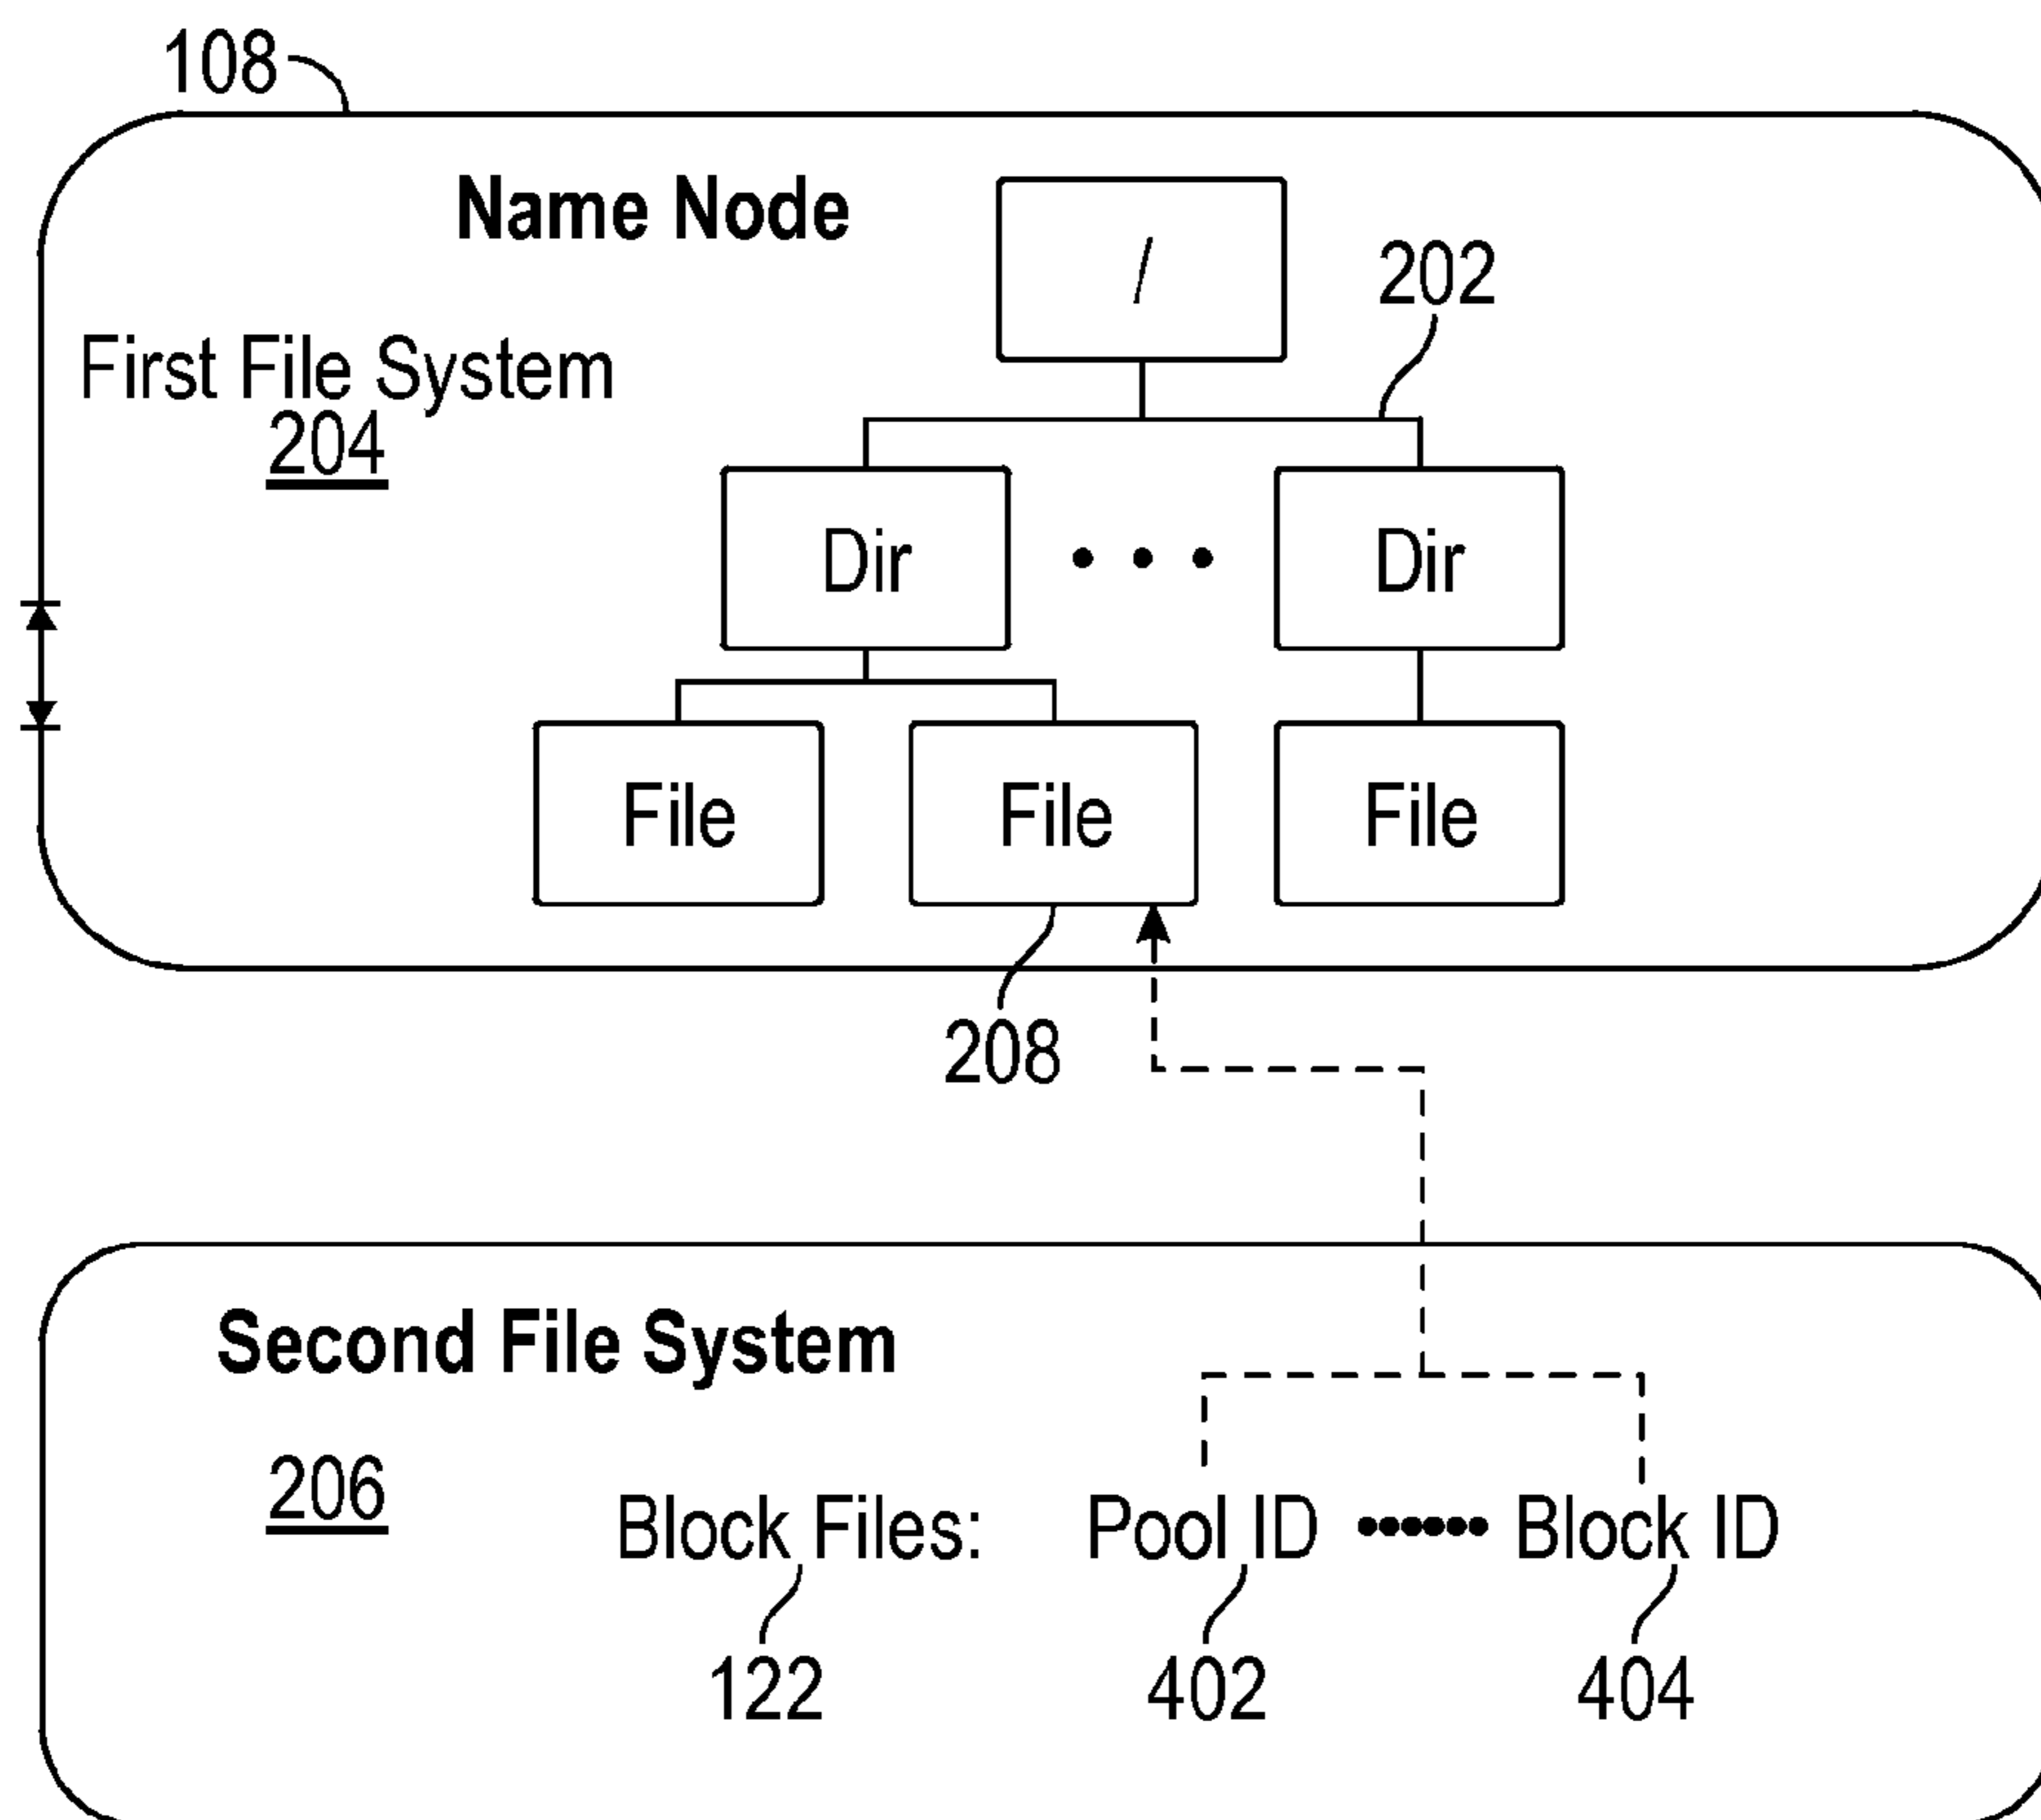 108
Name Node
/
202
First File System
204
Dir • • • Dir
File File File
208
Second File System
206
Block Files: Pool ID •••••• Block ID
122 402 404